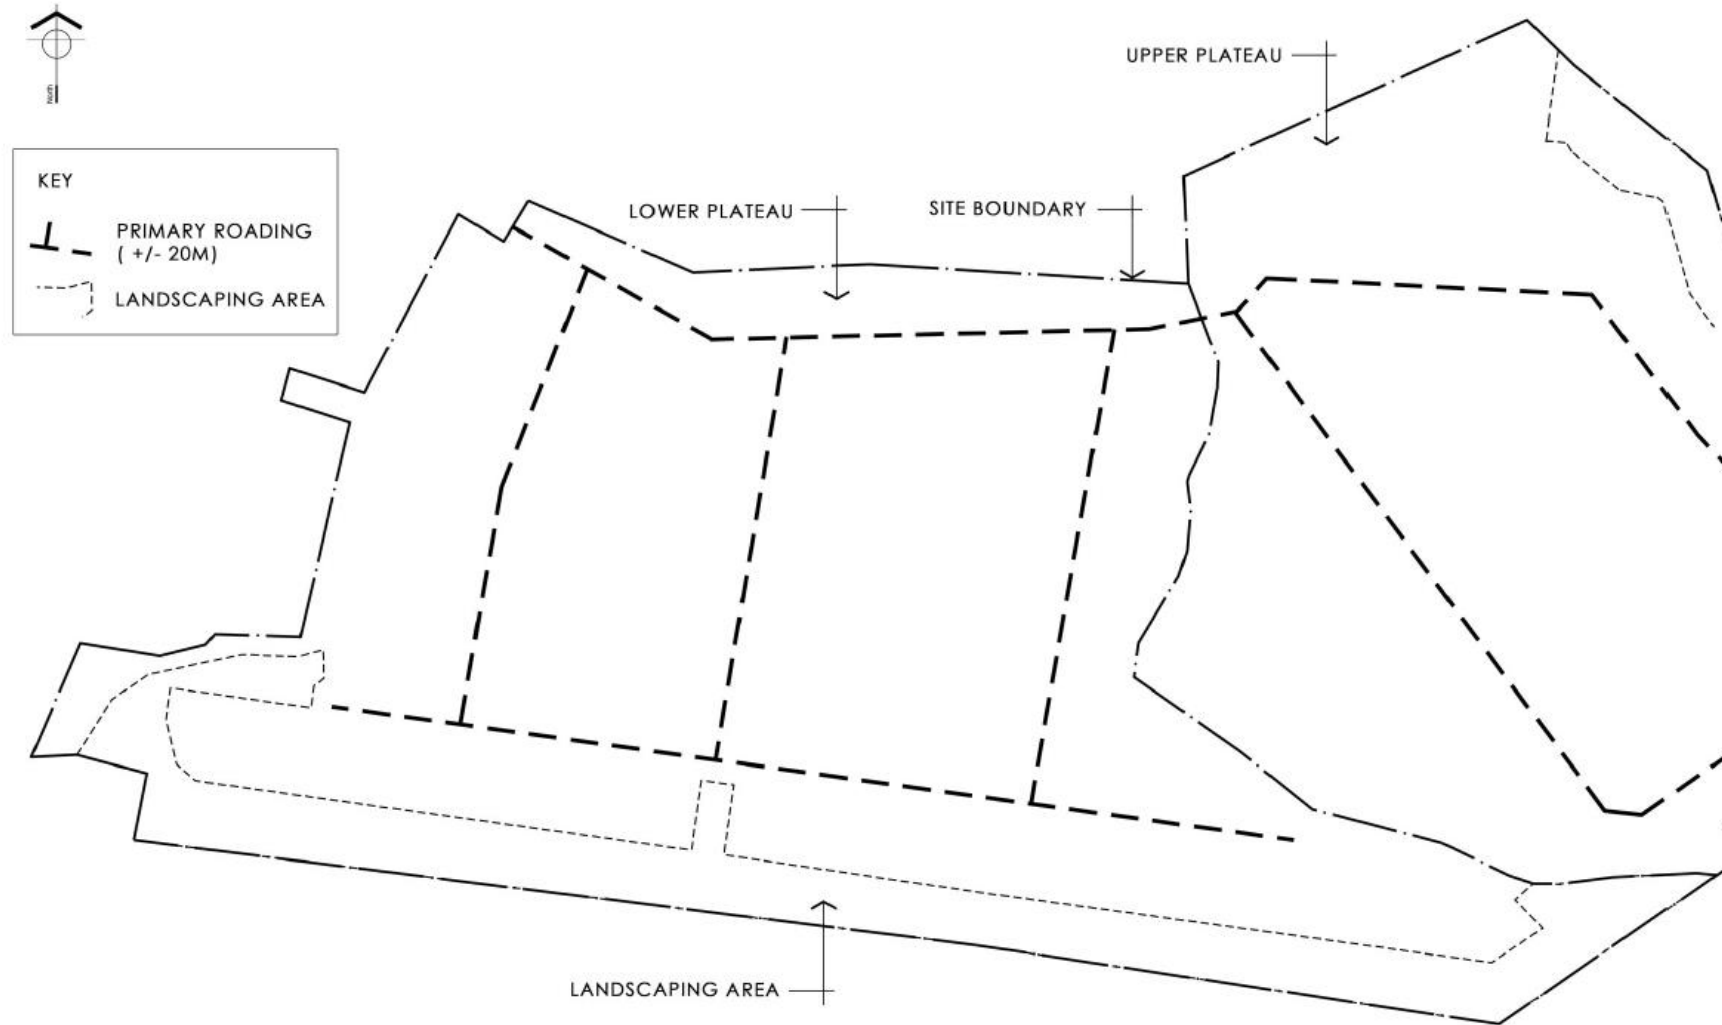 North
UPPER PLATEAU
LOWER PLATEAU
SITE BOUNDARY
KEY
PRIMARY ROADING
( +/- 20M)
LANDSCAPING AREA
LANDSCAPING AREA